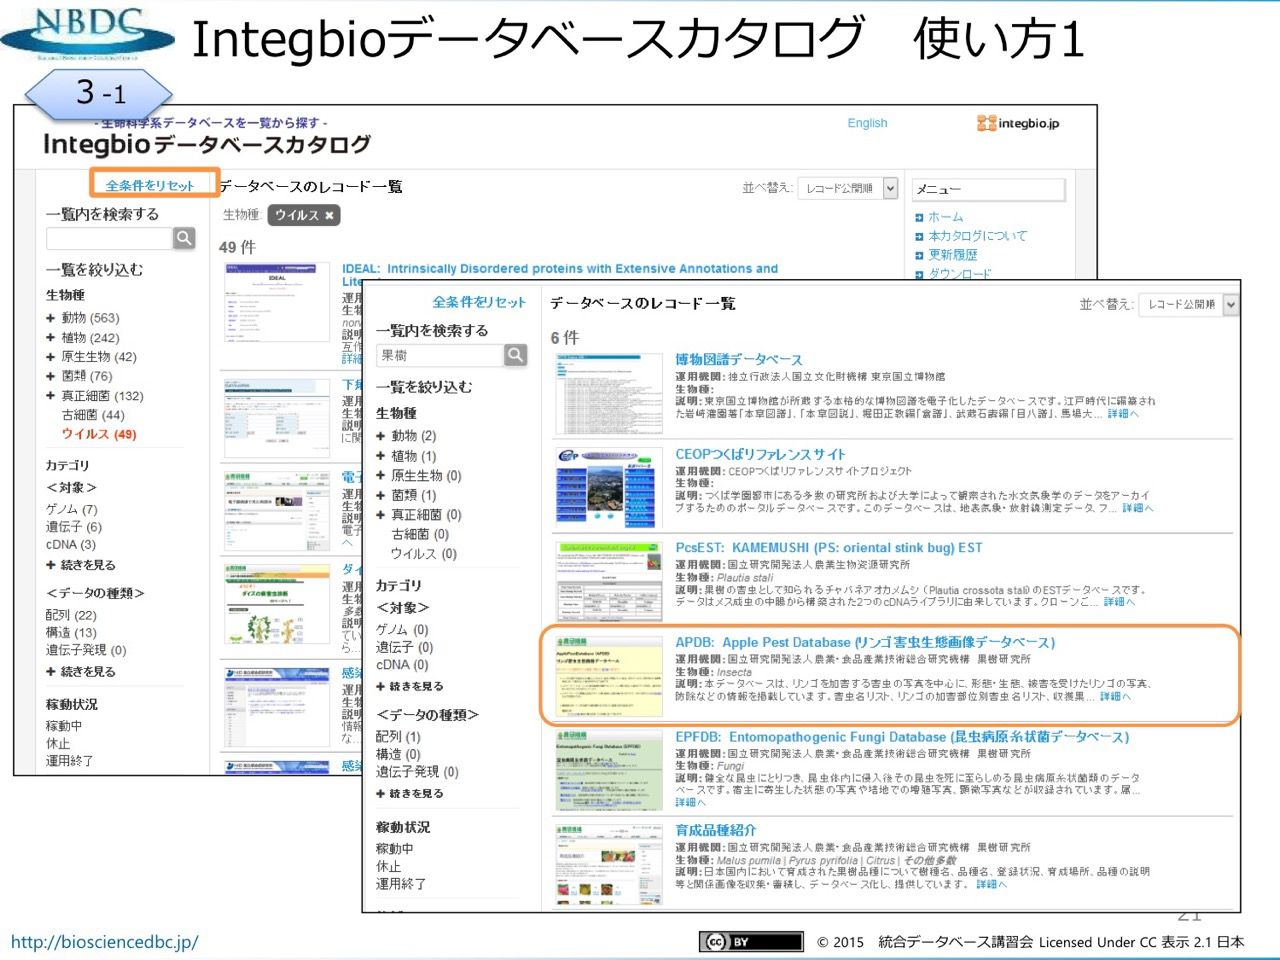 NBDC
Integbioデータベースカタログ　使い方1
3 -1
- 生命科学系データベースを一覧から探す -
Integbioデータベースカタログ
English
integbio.jp
全条件をリセット
一覧内を検索する
一覧を絞り込む
生物種
+ 動物 (563)
+ 植物 (242)
+ 原生生物 (42)
+ 菌類 (76)
+ 真正細菌 (132)
古細菌 (44)
ウイルス (49)
カテゴリ
＜対象＞
ゲノム (7)
遺伝子 (6)
cDNA (3)
+ 続きを見る
＜データの種類＞
配列 (22)
構造 (13)
遺伝子発現 (0)
+ 続きを見る
稼動状況
稼動中
休止
運用終了
データベースのレコード一覧
並べ替え: レコード公開順
生物種: ウイルス ✖
49 件
IDEAL: Intrinsically Disordered proteins with Extensive Annotations and
メニュー
ホーム
本カタログについて
更新履歴
ダウンロード
全条件をリセット
一覧内を検索する
果樹
一覧を絞り込む
生物種
+ 動物 (2)
+ 植物 (1)
+ 原生生物 (0)
+ 菌類 (1)
+ 真正細菌 (0)
古細菌 (0)
ウイルス (0)
カテゴリ
＜対象＞
ゲノム (0)
遺伝子 (0)
cDNA (0)
+ 続きを見る
＜データの種類＞
配列 (1)
構造 (0)
遺伝子発現 (0)
+ 続きを見る
稼動状況
稼動中
休止
運用終了
データベースのレコード一覧
並べ替え: レコード公開順
6 件
博物図譜データベース
運用機関: 独立行政法人国立文化財機構 東京国立博物館
生物種:
説明: 東京国立博物館が所蔵する本格的な博物図譜を電子化したデータベースです。江戸時代に編纂され
た岩崎潅園著「本草図譜」、「本草図説」、堀田正敦編「禽譜」、武蔵石寿編「目八譜」、馬場大... 詳細へ
CEOPつくばリファレンスサイト
運用機関: CEOPつくばリファレンスサイトプロジェクト
生物種:
説明: つくば学園都市にある多数の研究所および大学によって観察された水文気象学のデータをアーカイ
ブするためのポータルデータベースです。このデータベースは、地表気象・放射鏡測定データ、フ... 詳細へ
PcsEST: KAMEMUSHI (PS: oriental stink bug) EST
運用機関: 国立研究開発法人農業生物資源研究所
生物種: Plautia stali
説明: 果樹の害虫として知られるチャバネアオカメムシ (Plautia crossota stali)のESTデータベースです。
データはメス成虫の中腸から構築された2つのcDNAライブラリに由来しています。クローンご... 詳細へ
APDB: Apple Pest Database (リンゴ害虫生態画像データベース)
運用機関: 国立研究開発法人農業・食品産業技術総合研究機構 果樹研究所
生物種: Insecta
説明: 本データベースは、リンゴを加害する害虫の写真を中心に、形態・生態、被害を受けたリンゴの写真、
防除などの情報を掲載しています。害虫名リスト、リンゴの加害部位別害虫名リスト、収穫果... 詳細へ
EPFDB: Entomopathogenic Fungi Database (昆虫病原糸状菌データベース)
運用機関: 国立研究開発法人農業・食品産業技術総合研究機構 果樹研究所
生物種: Fungi
説明: 健全な昆虫にとりつき、昆虫体内に侵入後その昆虫を死に至らしめる昆虫病原糸状菌類のデータ
ベースです。寄主に寄生した状態の写真や培地での増殖写真、顕微写真などが収録されています。属...
詳細へ
育成品種紹介
運用機関: 国立研究開発法人農業・食品産業技術総合研究機構 果樹研究所
生物種: Malus pumila | Pyrus pyrifolia | Citrus | その他多数
説明: 日本国内において育成された果樹品種について樹種名、品種名、登録状況、育成場所、品種の説明
等と関係画像を収集・蓄積し、データベース化し、提供しています。 詳細へ
21
http://biosciencedbc.jp/
cc BY
© 2015　統合データベース講習会 Licensed Under CC 表示 2.1 日本